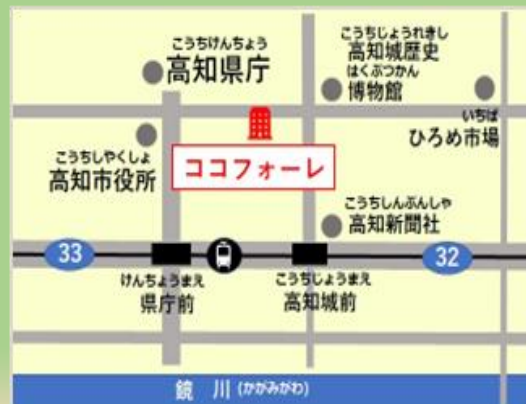 こうちけんちょう
高知県庁
こうちじょうれきし
高知城歴史
はくぶつかん
博物館
いちば
ひろめ市場
こうちしやくしょ
高知市役所
ココフォーレ
こうちしんぶんしゃ
高知新聞社
33
32
けんちょうまえ
県庁前
こうちじょうまえ
高知城前
鏡 川 (かがみがわ)